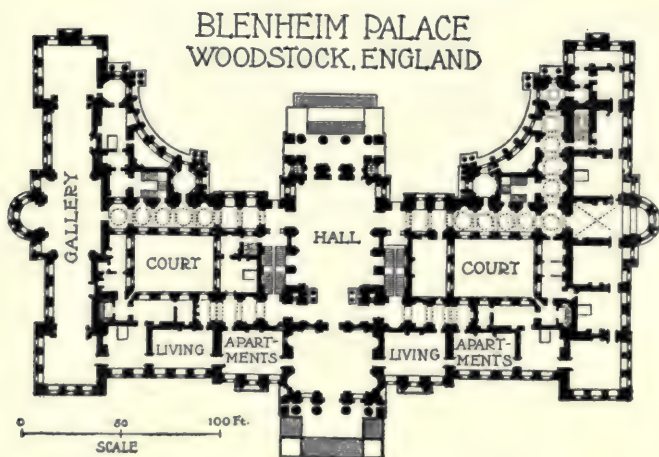 BLENHEIM PALACE
WOODSTOCK, ENGLAND
GALLERY
HALL
COURT
COURT
LIVING
APART-
MENTS
LIVING
APART-
MENTS
0 50 100 Ft.
SCALE